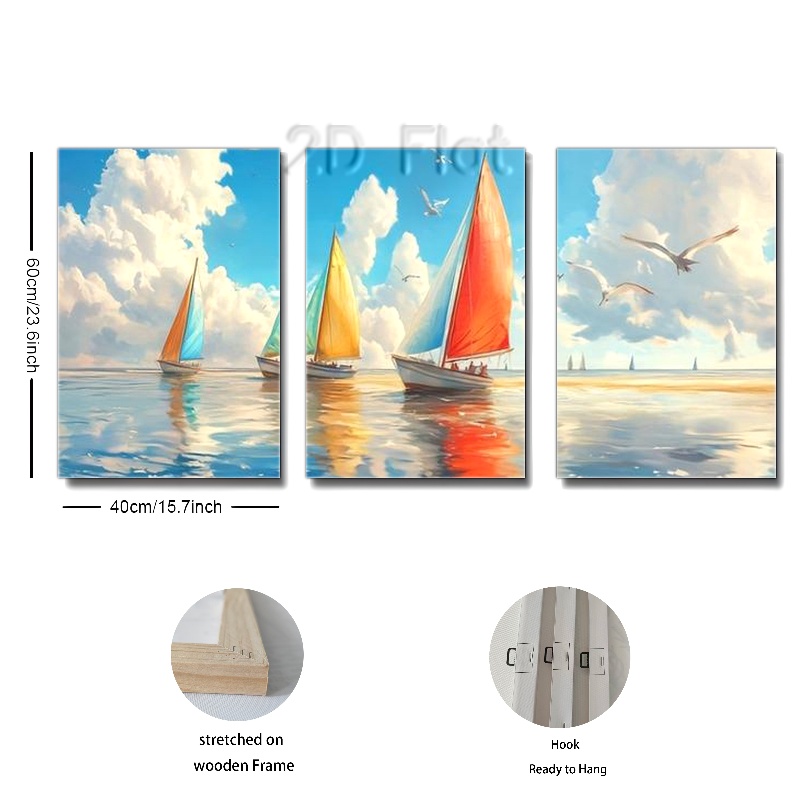 2D Flat
60cm/23.6inch
40cm/15.7inch
stretched on
wooden Frame
Hook
Ready to Hang